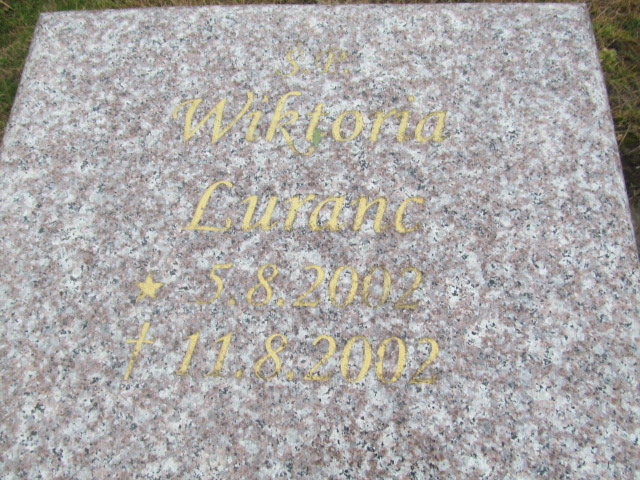 Ś.P.
Wiktoria
Luranc
★ 5.8.2002
† 11.8.2002